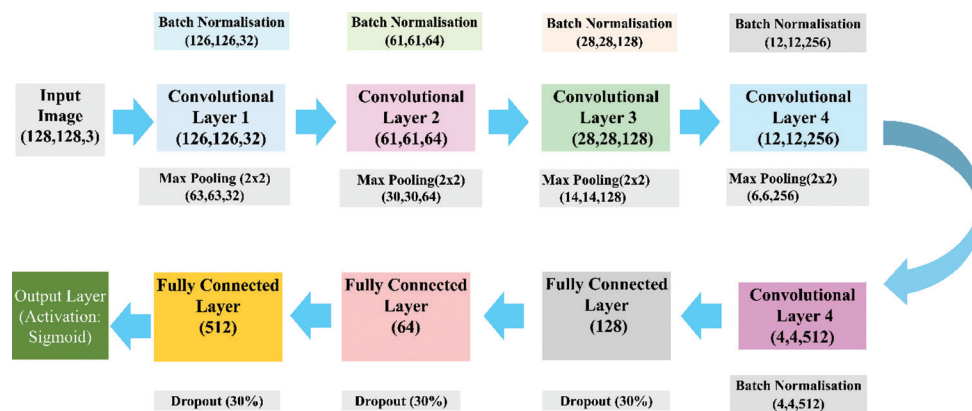 Batch Normalisation
(126,126,32)
Batch Normalisation
(61,61,64)
Batch Normalisation
(28,28,128)
Batch Normalisation
(12,12,256)
Input
Image
(128,128,3)
Convolutional
Layer 1
(126,126,32)
Convolutional
Layer 2
(61,61,64)
Convolutional
Layer 3
(28,28,128)
Convolutional
Layer 4
(12,12,256)
Max Pooling (2x2)
(63,63,32)
Max Pooling(2x2)
(30,30,64)
Max Pooling(2x2)
(14,14,128)
Max Pooling(2x2)
(6,6,256)
Output Layer
(Activation:
Sigmoid)
Fully Connected
Layer
(512)
Fully Connected
Layer
(64)
Fully Connected
Layer
(128)
Convolutional
Layer 4
(4,4,512)
Dropout (30%)
Dropout (30%)
Dropout (30%)
Batch Normalisation
(4,4,512)